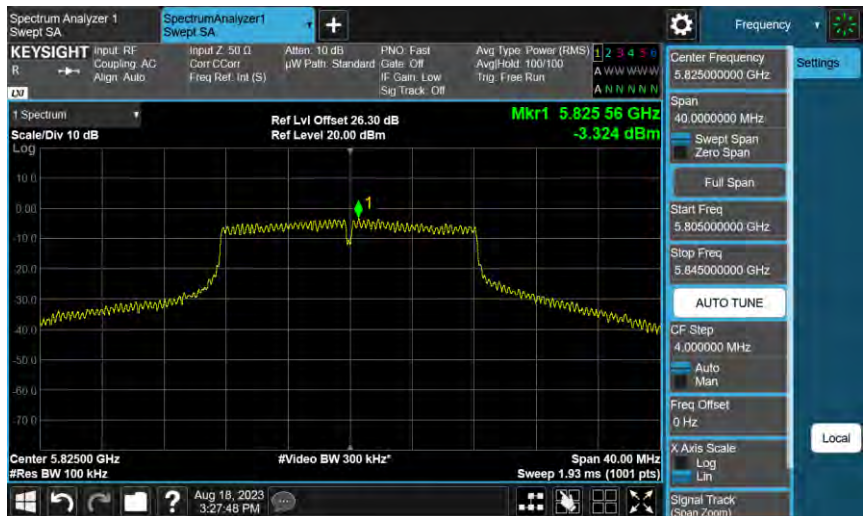 Spectrum Analyzer 1
Swept SA
SpectrumAnalyzer1
Swept SA
Frequency
KEYSIGHT
R
LXI
Input: RF
Coupling: AC
Align: Auto
Input Z: 50 Ω
Corr CCorr
Freq Ref: Int (S)
Atten: 10 dB
µW Path: Standard
PNO: Fast
Gate: Off
IF Gain: Low
Sig Track: Off
Avg Type: Power (RMS)
Avg|Hold: 100/100
Trig: Free Run
1 2 3 4 5 6
A W W W W W
A N N N N N
1 Spectrum
Scale/Div 10 dB
Log
Ref Lvl Offset 26.30 dB
Ref Level 20.00 dBm
Mkr1 5.825 56 GHz
-3.324 dBm
1
10.0
0.00
-10.0
-20.0
-30.0
-40.0
-50.0
-60.0
-70.0
Center 5.82500 GHz
#Res BW 100 kHz
#Video BW 300 kHz*
Span 40.00 MHz
Sweep 1.93 ms (1001 pts)
?
Aug 18, 2023
3:27:48 PM
Center Frequency
5.825000000 GHz
Span
40.0000000 MHz
Swept Span
Zero Span
Full Span
Start Freq
5.805000000 GHz
Stop Freq
5.845000000 GHz
AUTO TUNE
CF Step
4.000000 MHz
Auto
Man
Freq Offset
0 Hz
X Axis Scale
Log
Lin
Signal Track
(Span Zoom)
Settings
Local